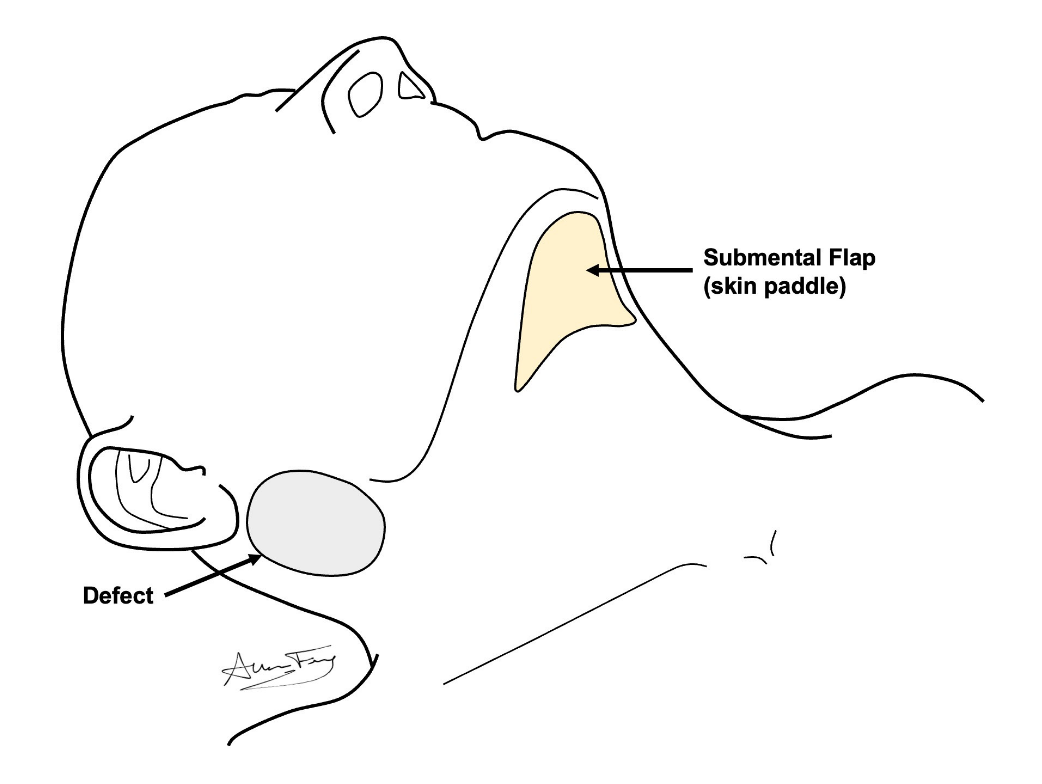 Submental Flap
(skin paddle)
Defect